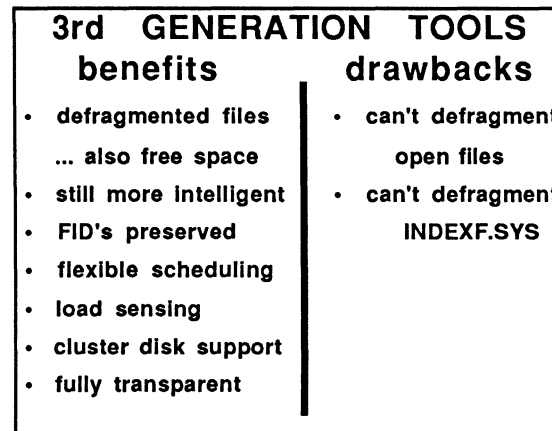 3rd GENERATION TOOLS
benefits
• defragmented files
... also free space
• still more intelligent
• FID's preserved
• flexible scheduling
• load sensing
• cluster disk support
• fully transparent
drawbacks
• can't defragment
open files
• can't defragment
INDEXF.SYS